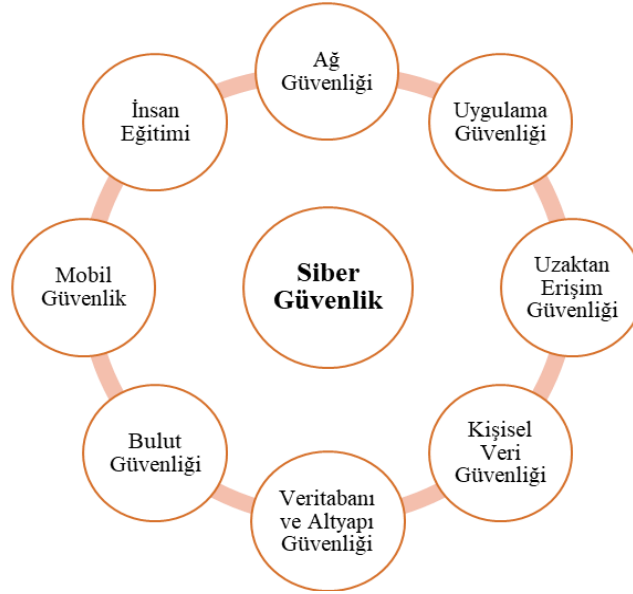 Ağ
Güvenliği
Uygulama
Güvenliği
Uzaktan
Erişim
Güvenliği
Kişisel
Veri
Güvenliği
Veritabanı
ve Altyapı
Güvenliği
Bulut
Güvenliği
Mobil
Güvenlik
İnsan
Eğitimi
Siber
Güvenlik